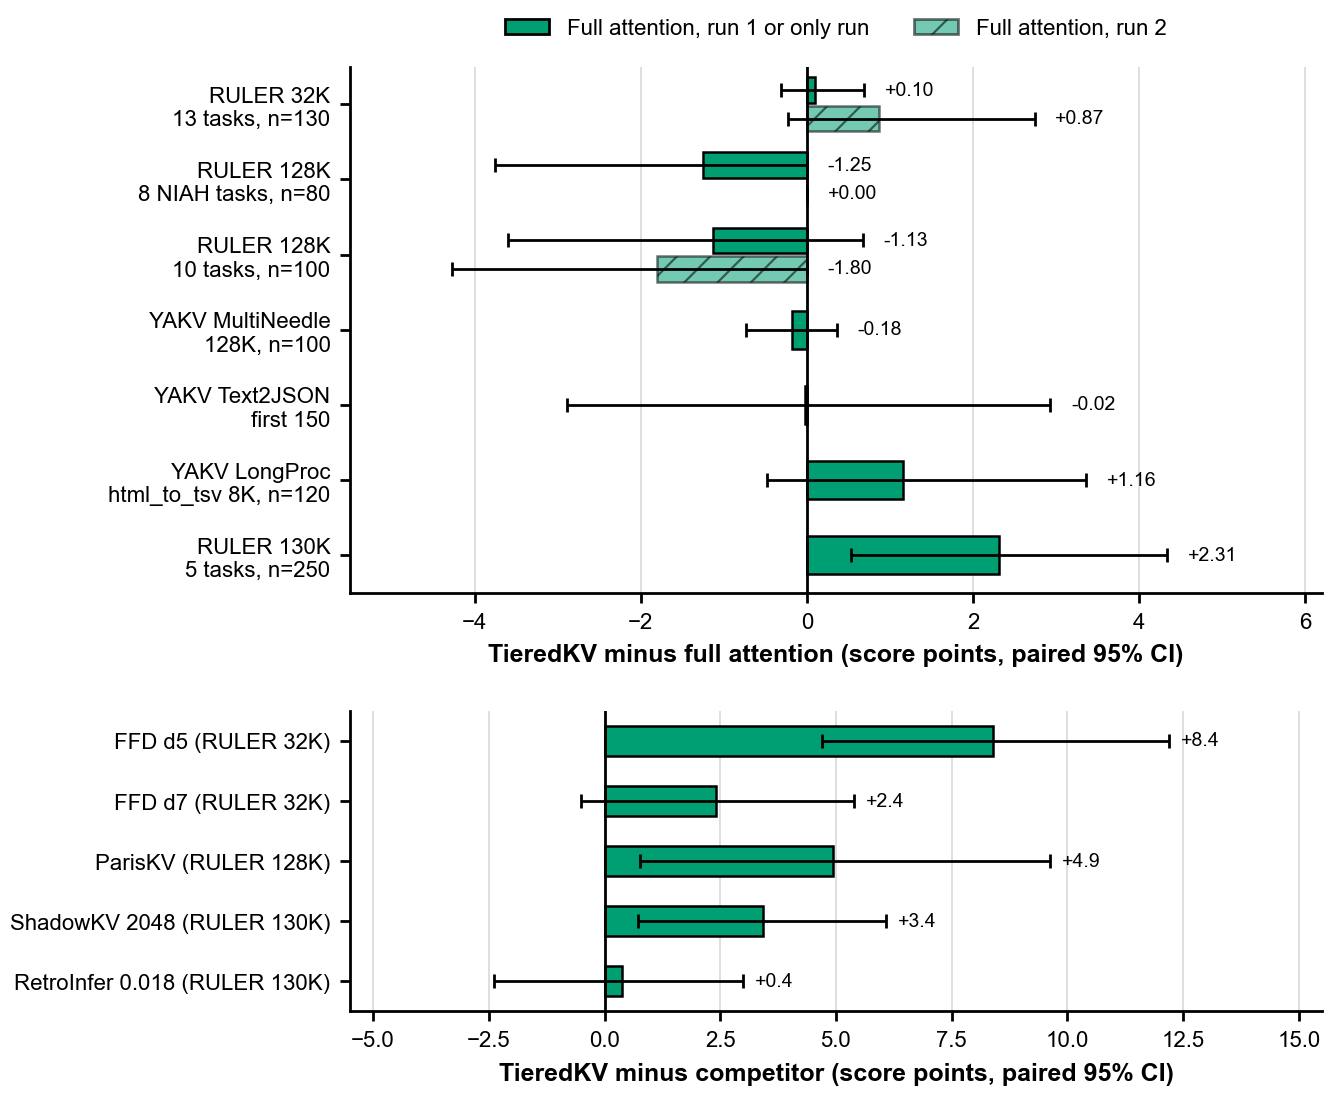 Full attention, run 1 or only run
Full attention, run 2
RULER 32K
13 tasks, n=130
+0.10
+0.87
RULER 128K
8 NIAH tasks, n=80
-1.25
+0.00
RULER 128K
10 tasks, n=100
-1.13
-1.80
YAKV MultiNeedle
128K, n=100
-0.18
YAKV Text2JSON
first 150
-0.02
YAKV LongProc
html_to_tsv 8K, n=120
+1.16
RULER 130K
5 tasks, n=250
+2.31
−4
−2
0
2
4
6
TieredKV minus full attention (score points, paired 95% CI)
FFD d5 (RULER 32K)
+8.4
FFD d7 (RULER 32K)
+2.4
ParisKV (RULER 128K)
+4.9
ShadowKV 2048 (RULER 130K)
+3.4
RetroInfer 0.018 (RULER 130K)
+0.4
−5.0
−2.5
0.0
2.5
5.0
7.5
10.0
12.5
15.0
TieredKV minus competitor (score points, paired 95% CI)